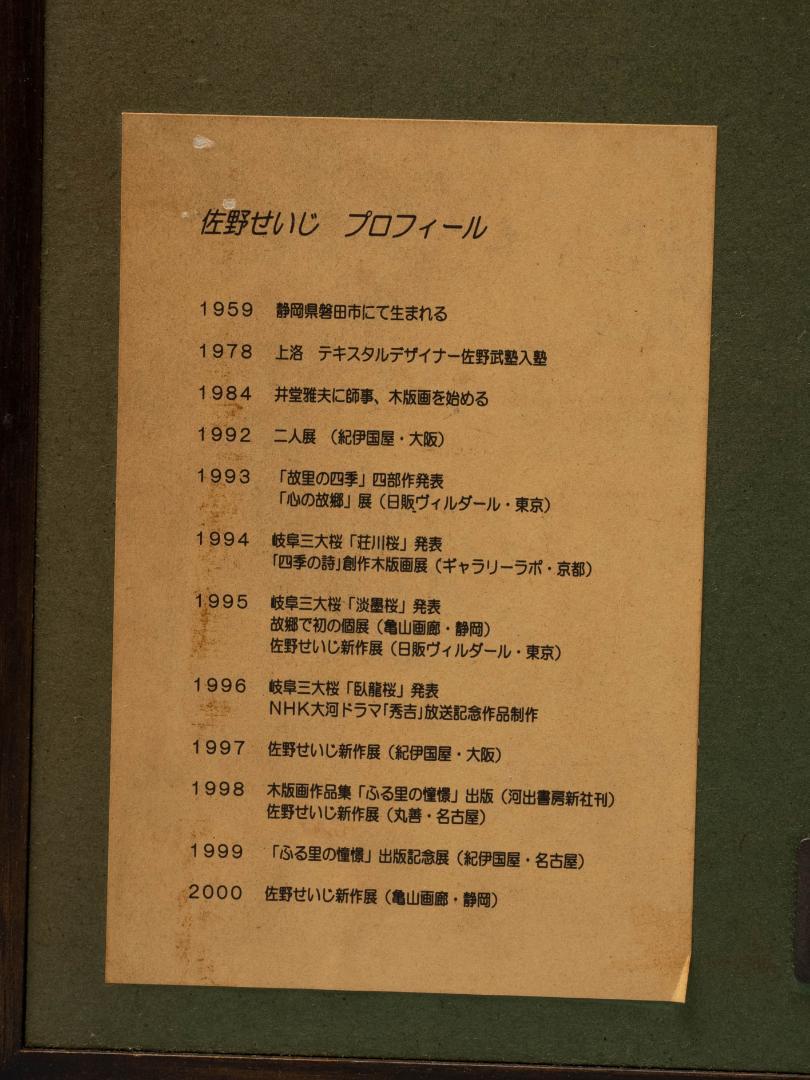 佐野せいじ　プロフィール
1959　静岡県磐田市にて生まれる
1978　上洛　テキスタルデザイナー佐野武塾入塾
1984　井堂雅夫に師事、木版画を始める
1992　二人展　（紀伊国屋・大阪）
1993　「故里の四季」四部作発表
「心の故郷」展（日販ヴィルダール・東京）
1994　岐阜三大桜「荘川桜」発表
「四季の詩」創作木版画展（ギャラリーラポ・京都）
1995　岐阜三大桜「淡墨桜」発表
故郷で初の個展（亀山画廊・静岡）
佐野せいじ新作展（日販ヴィルダール・東京）
1996　岐阜三大桜「臥龍桜」発表
NHK大河ドラマ「秀吉」放送記念作品制作
1997　佐野せいじ新作展（紀伊国屋・大阪）
1998　木版画作品集「ふる里の憧憬」出版（河出書房新社刊）
佐野せいじ新作展（丸善・名古屋）
1999　「ふる里の憧憬」出版記念展（紀伊国屋・名古屋）
2000　佐野せいじ新作展（亀山画廊・静岡）